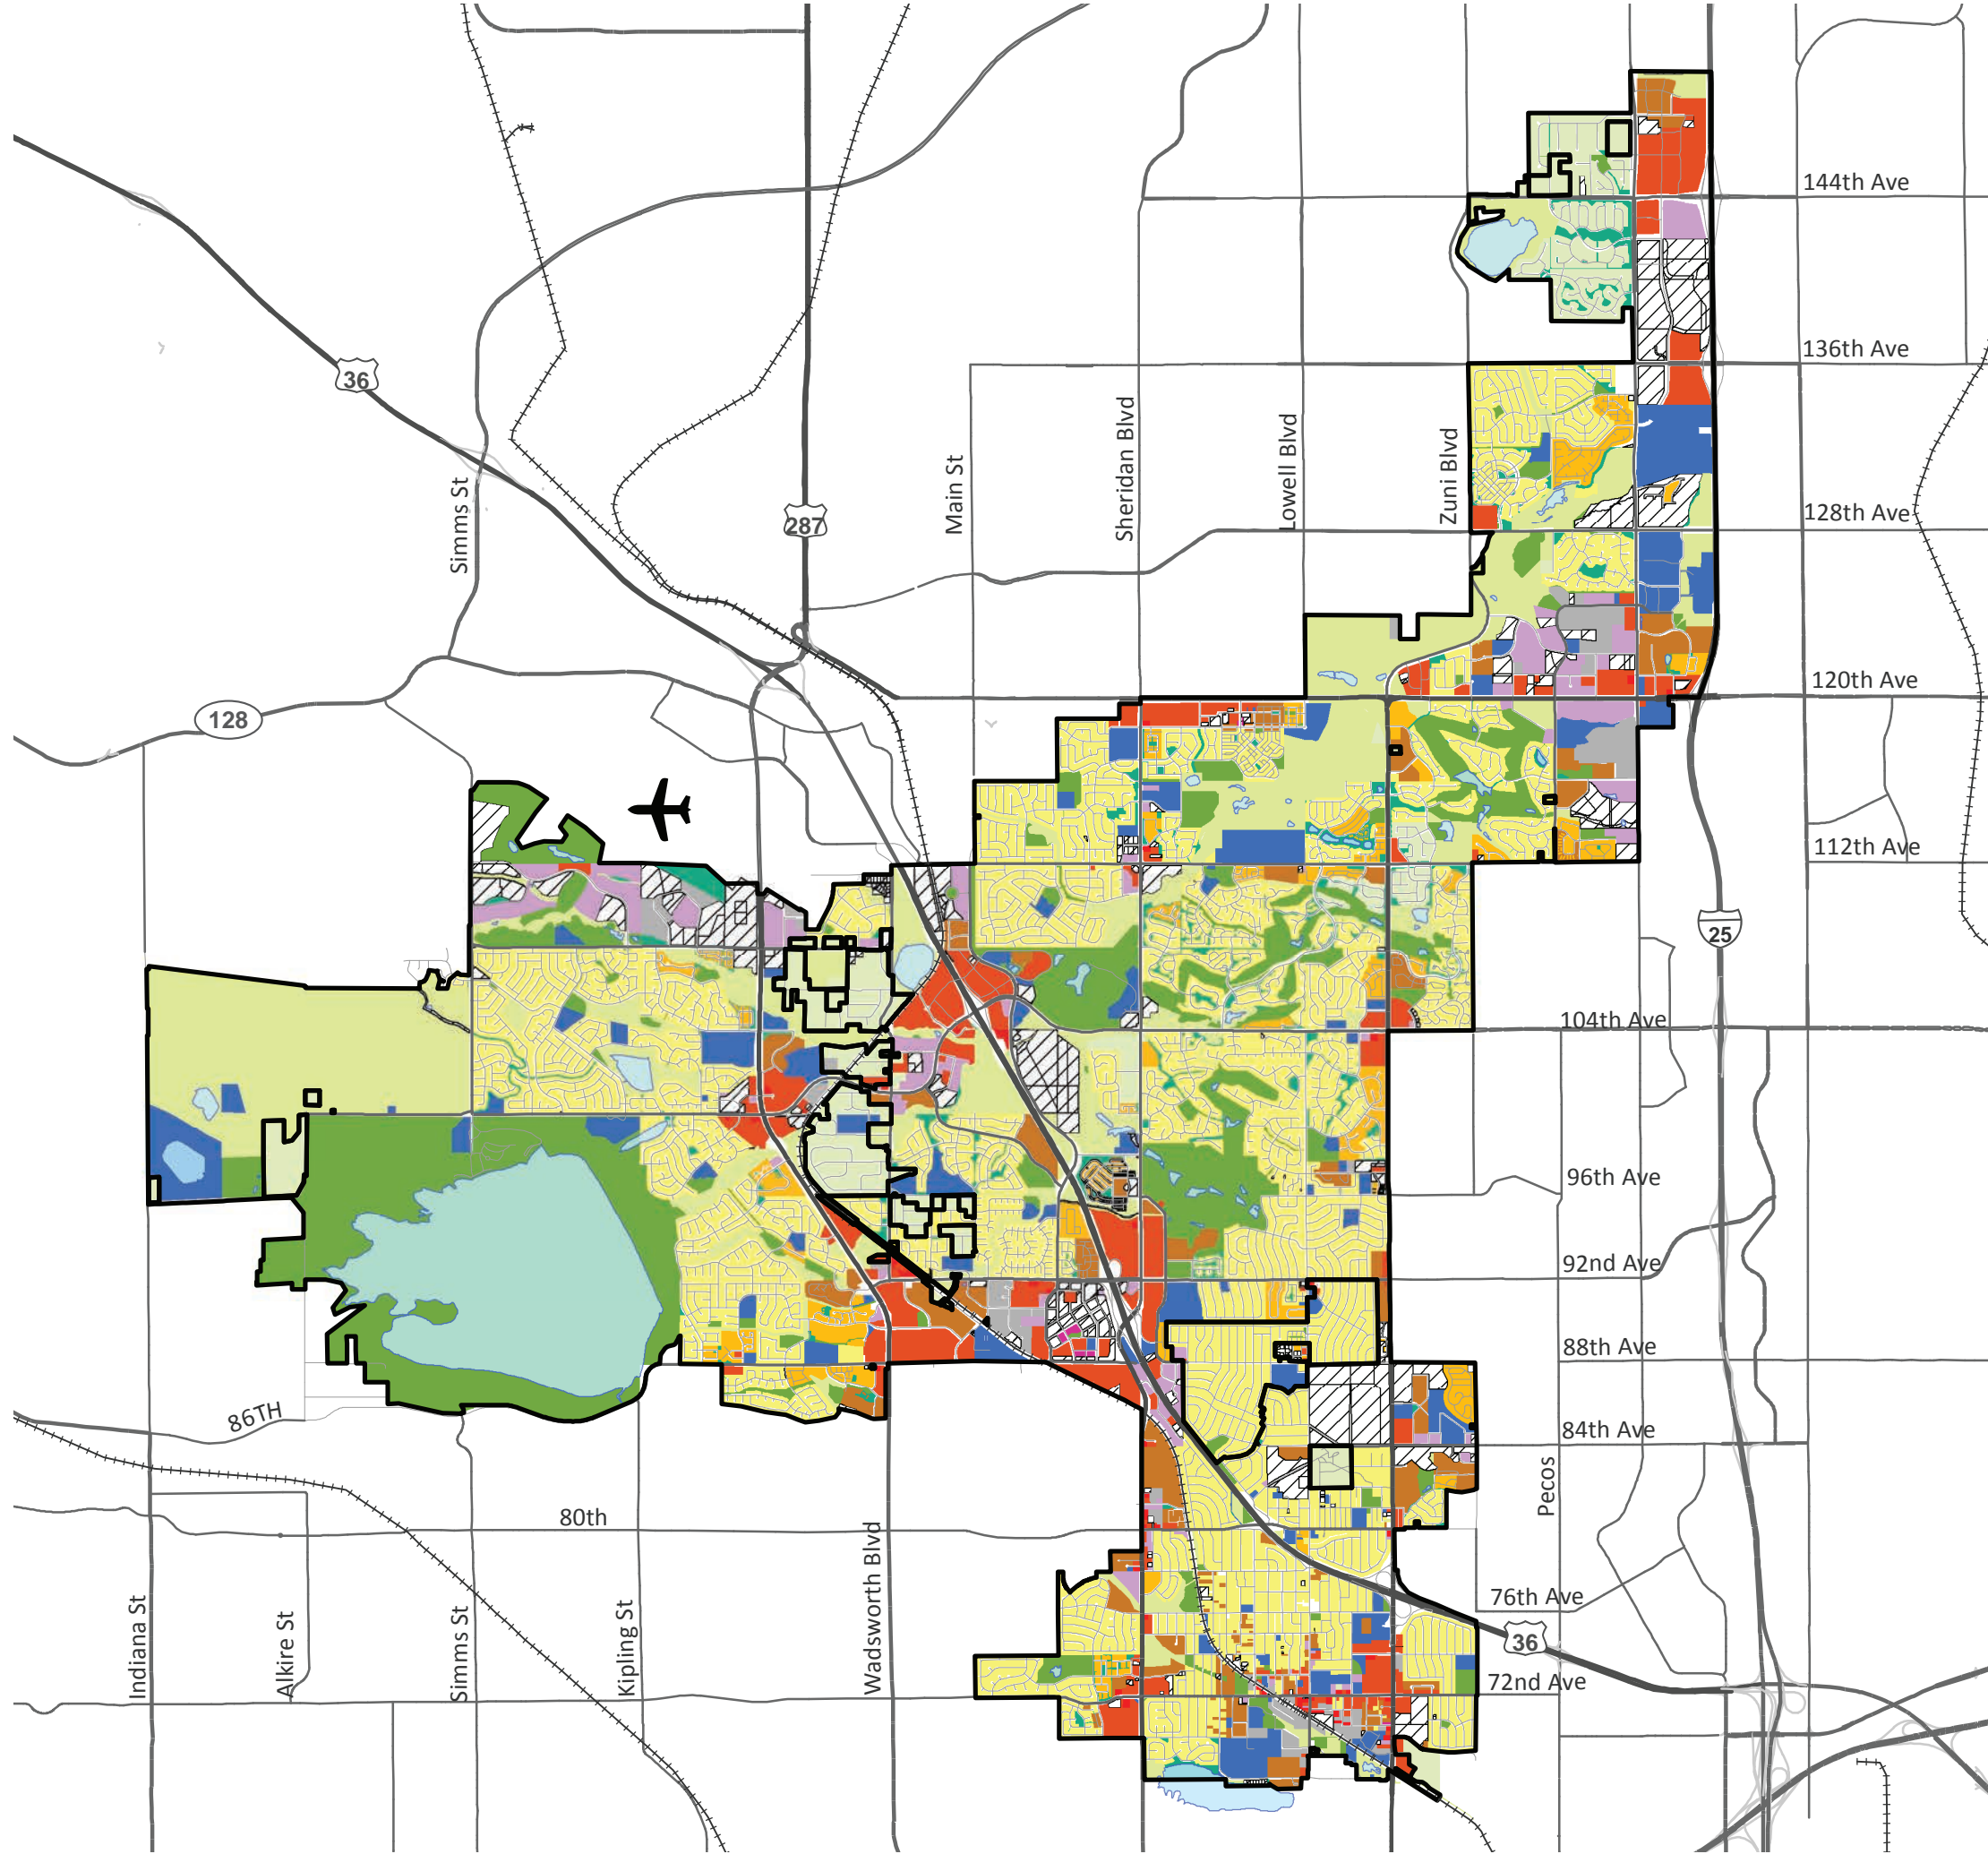 144th Ave
136th Ave
36
Sheridan Blvd
Lowell Blvd
Zuni Blvd
Main St
Simms St
287
128th Ave
120th Ave
128
112th Ave
25
104th Ave
96th Ave
92nd Ave
88th Ave
86TH
84th Ave
Pecos
80th
Wadsworth Blvd
76th Ave
Indiana St
Alkire St
Simms St
Kipling St
36
72nd Ave